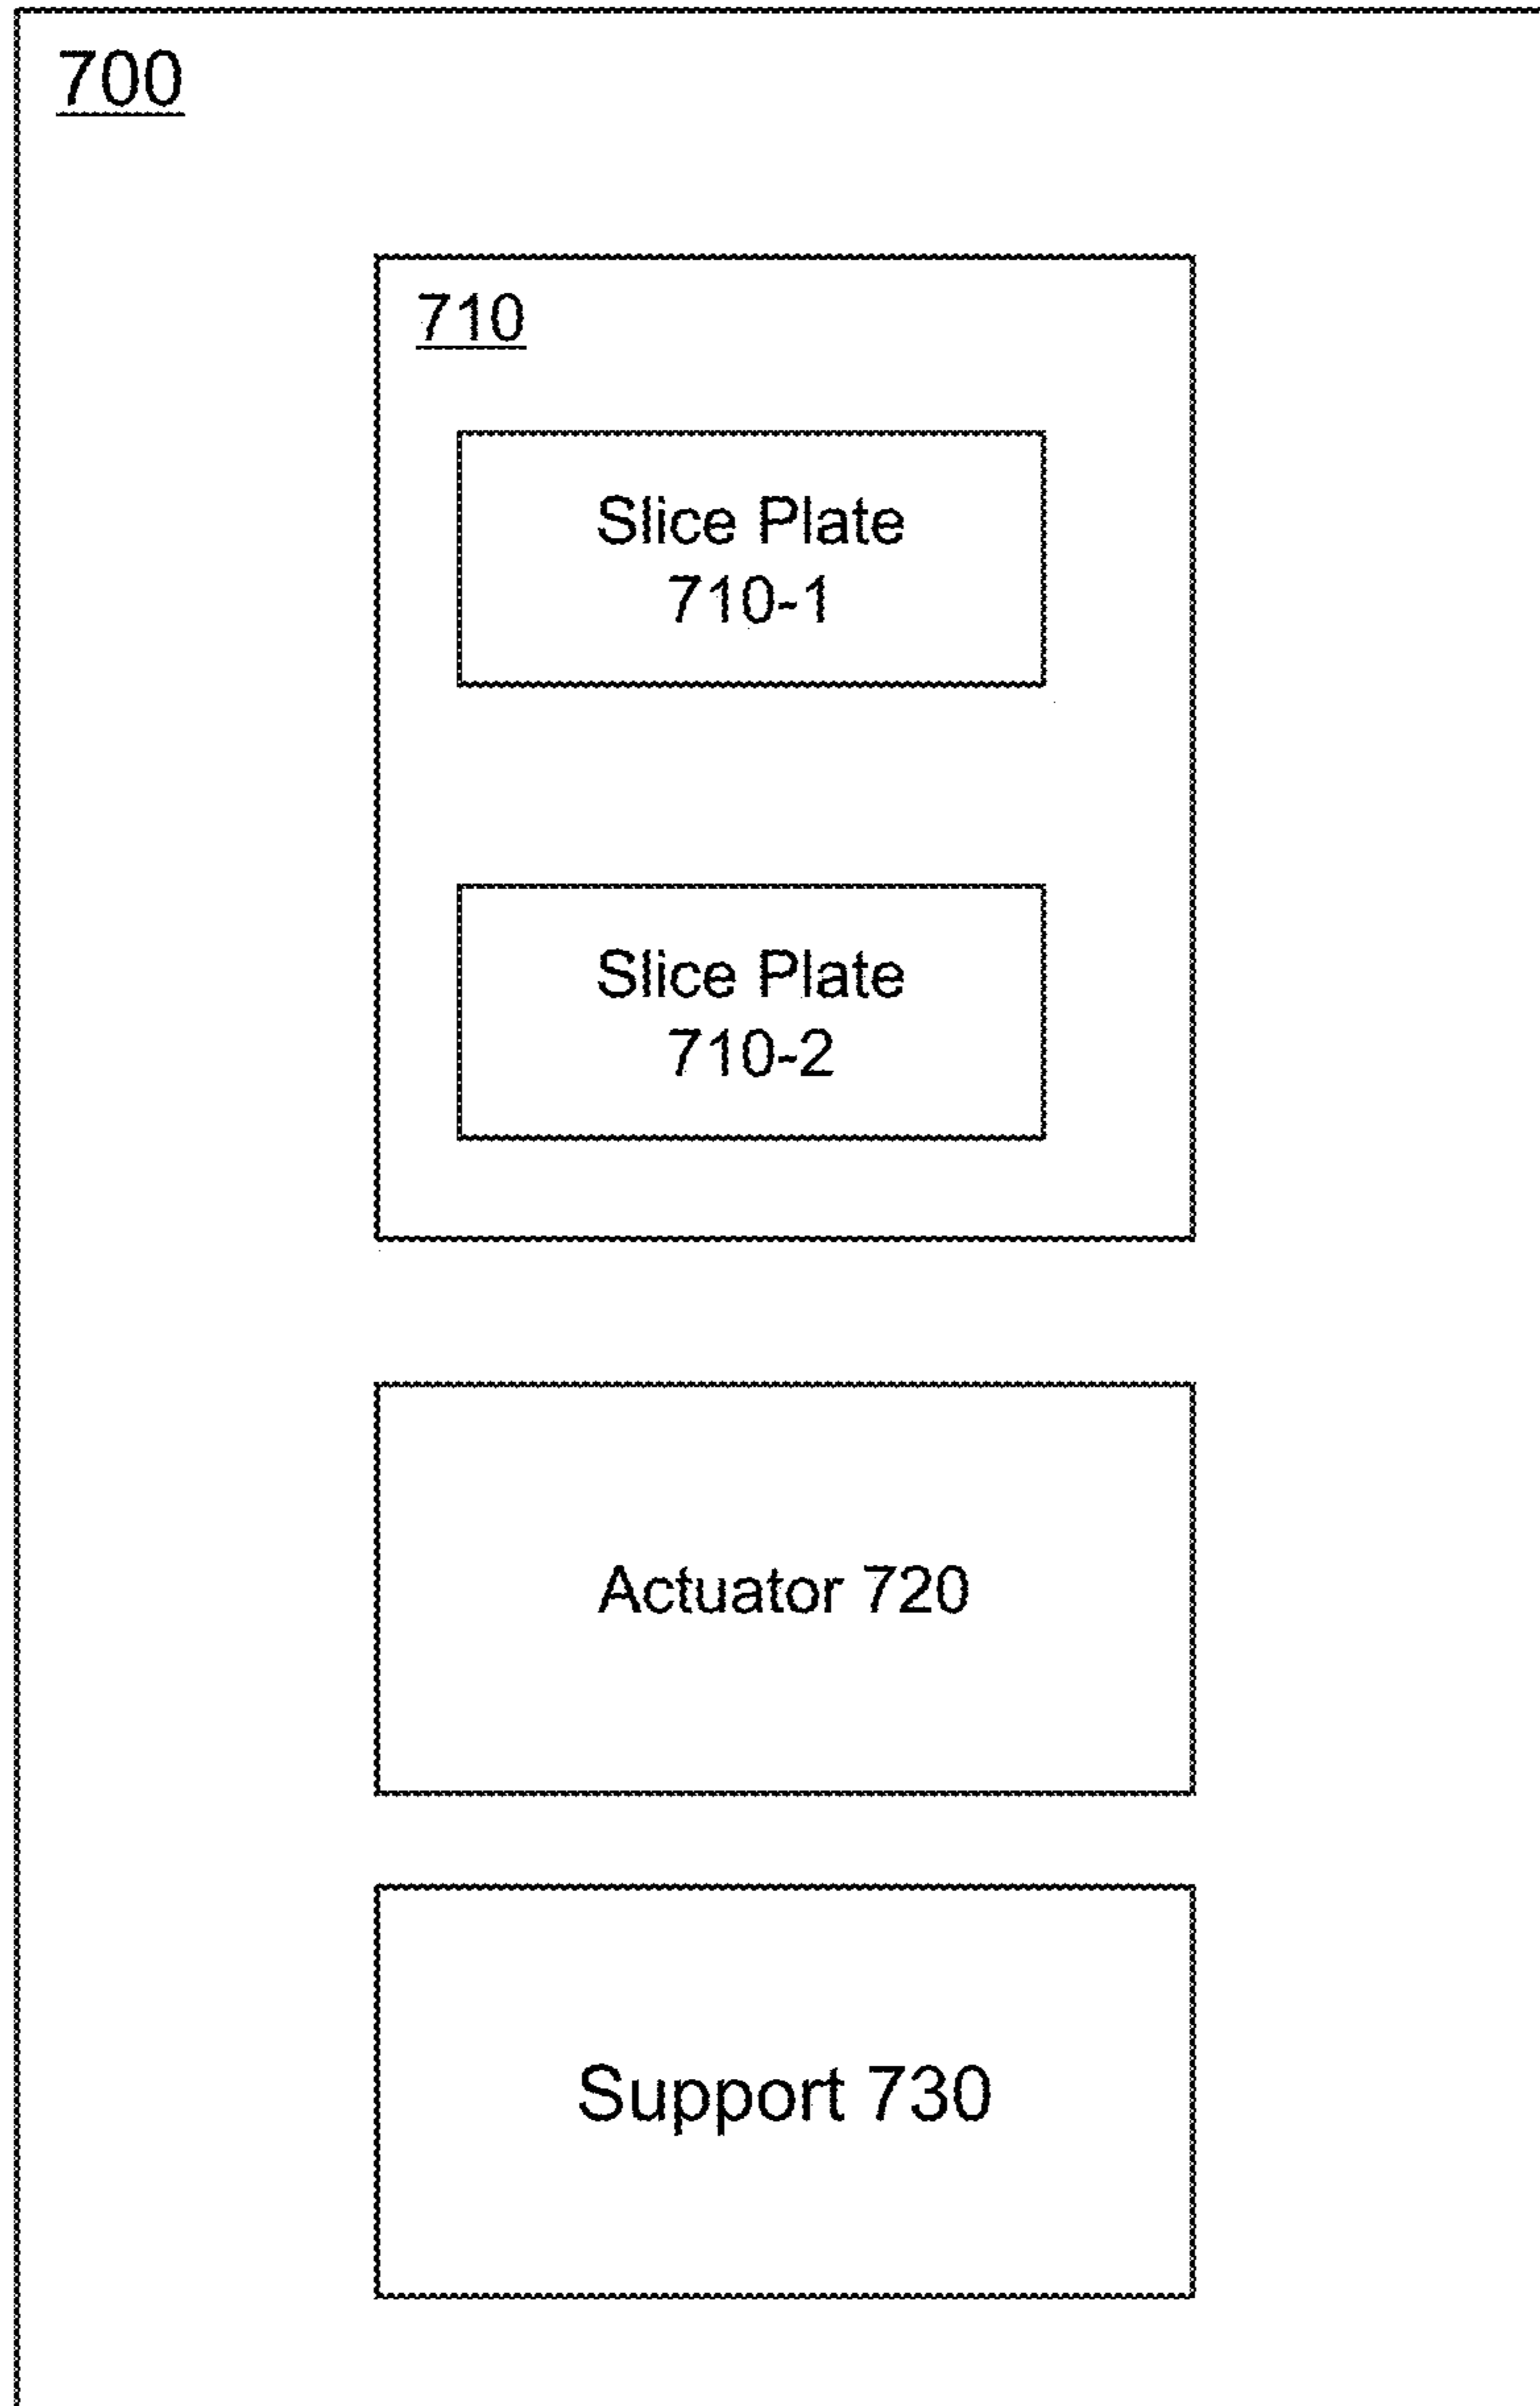 700
710
Slice Plate
710-1
Slice Plate
710-2
Actuator 720
Support 730